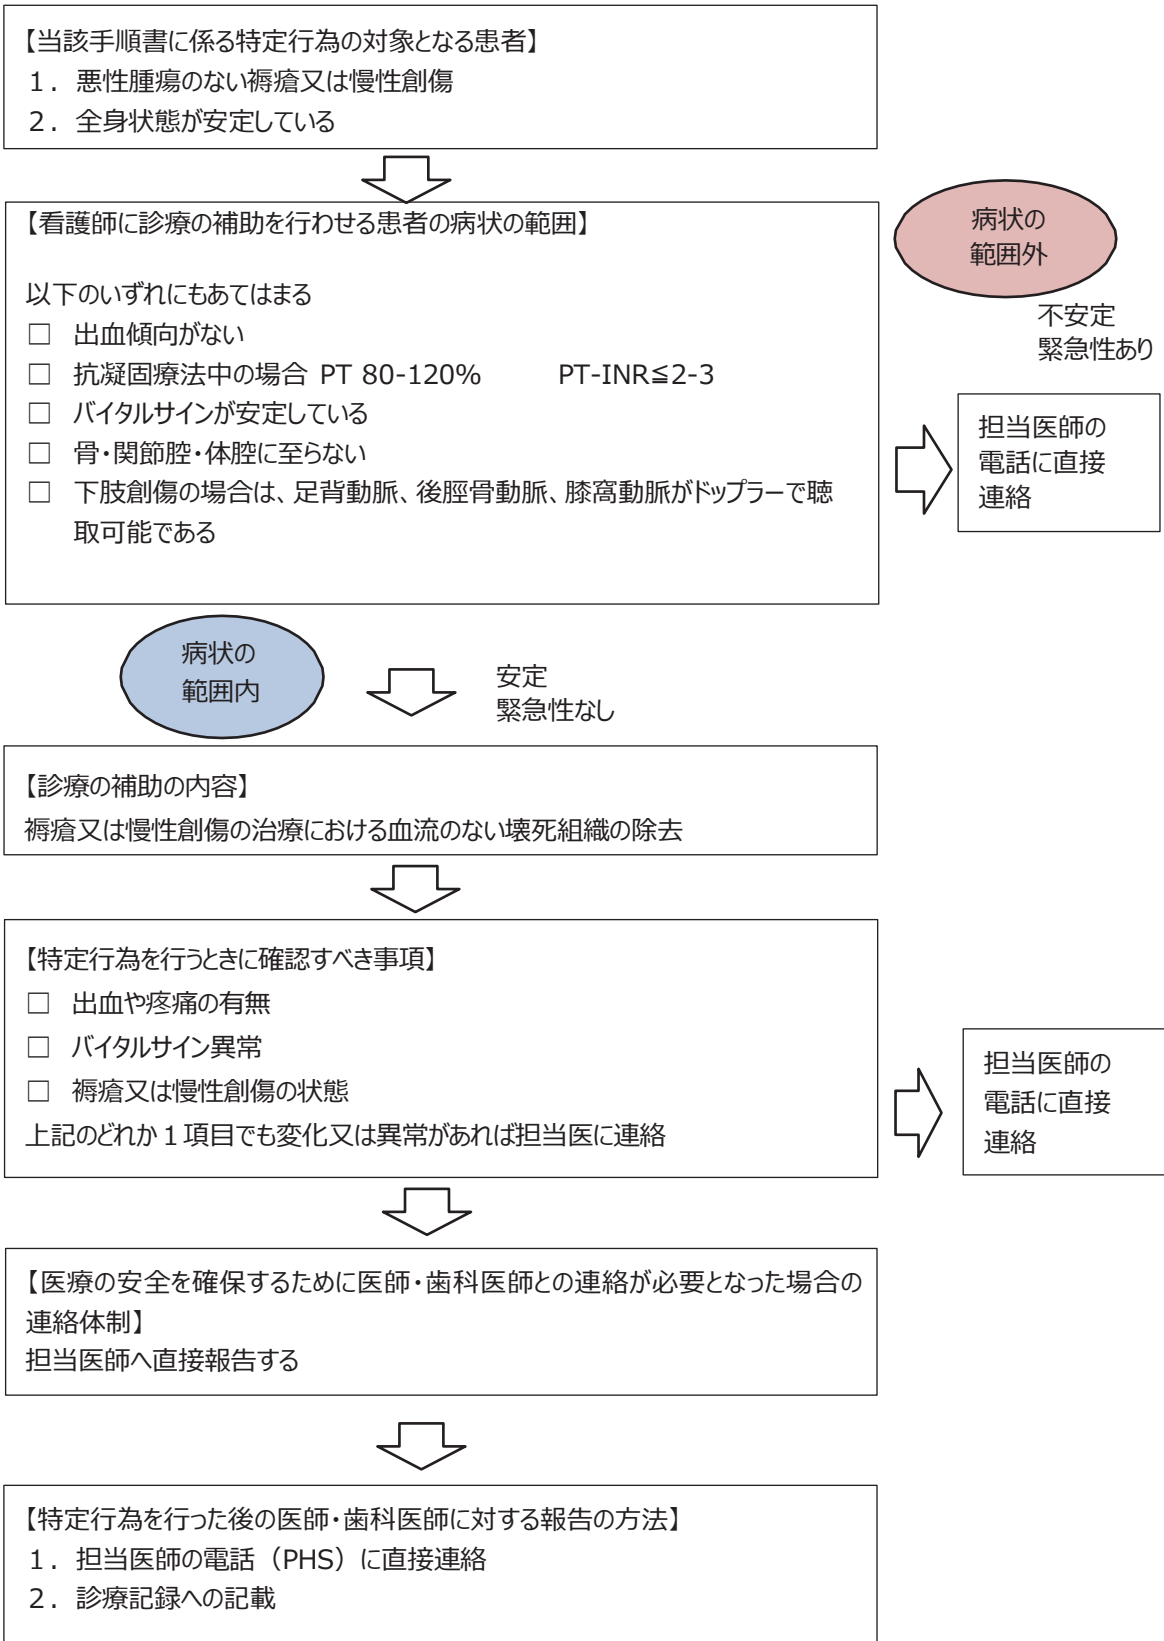 【当該手順書に係る特定行為の対象となる患者】
1. 悪性腫瘍のない褥瘡又は慢性創傷
2. 全身状態が安定している
【看護師に診療の補助を行わせる患者の病状の範囲】
病状の
範囲外
以下のいずれにもあてはまる
□ 出血傾向がない
□ 抗凝固療法中の場合 PT 80-120% PT-INR≦2-3
□ バイタルサインが安定している
□ 骨・関節腔・体腔に至らない
□ 下肢創傷の場合は、足背動脈、後脛骨動脈、膝窩動脈がドップラーで聴
取可能である
不安定
緊急性あり
担当医師の
電話に直接
連絡
病状の
範囲内
安定
緊急性なし
【診療の補助の内容】
褥瘡又は慢性創傷の治療における血流のない壊死組織の除去
【特定行為を行うときに確認すべき事項】
□ 出血や疼痛の有無
□ バイタルサイン異常
□ 褥瘡又は慢性創傷の状態
上記のどれか1項目でも変化又は異常があれば担当医に連絡
担当医師の
電話に直接
連絡
【医療の安全を確保するために医師・歯科医師との連絡が必要となった場合の
連絡体制】
担当医師へ直接報告する
【特定行為を行った後の医師・歯科医師に対する報告の方法】
1. 担当医師の電話（PHS）に直接連絡
2. 診療記録への記載